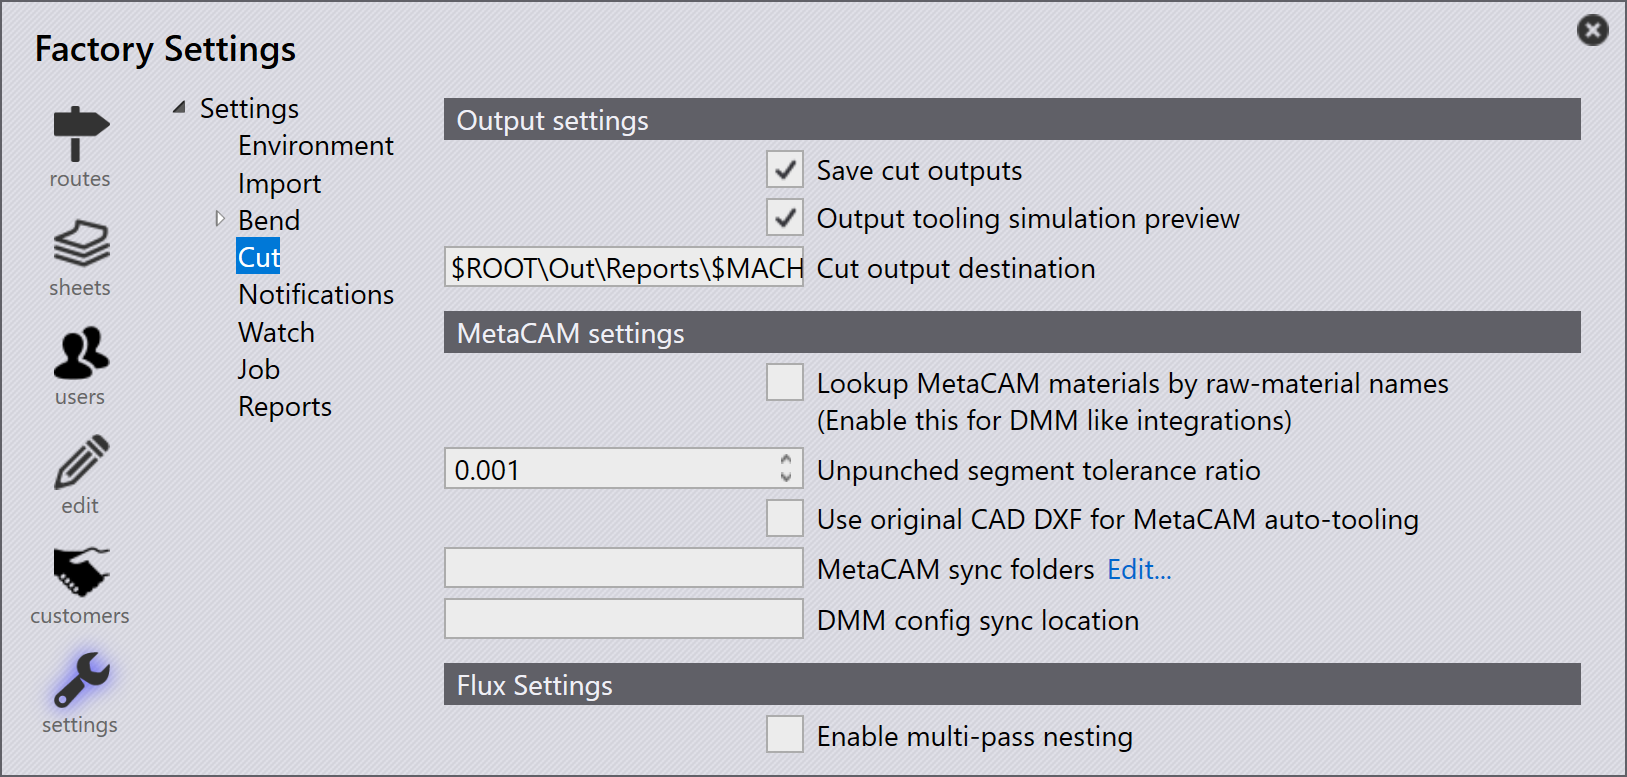 Factory Settings
routes
sheets
users
edit
customers
settings
Settings
Environment
Import
Bend
Cut
Notifications
Watch
Job
Reports
Output settings
Save cut outputs
Output tooling simulation preview
$ROOT\Out\Reports\$MACH Cut output destination
MetaCAM settings
Lookup MetaCAM materials by raw-material names
(Enable this for DMM like integrations)
0.001 Unpunched segment tolerance ratio
Use original CAD DXF for MetaCAM auto-tooling
MetaCAM sync folders Edit...
DMM config sync location
Flux Settings
Enable multi-pass nesting